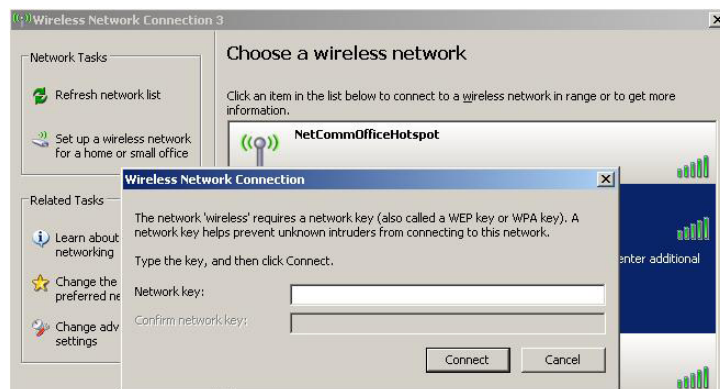 Wireless Network Connection 3
Network Tasks
Refresh network list
Set up a wireless network
for a home or small office
Related Tasks
Learn about
networking
Change the
preferred ne
Change adv
settings
Choose a wireless network
Click an item in the list below to connect to a wireless network in range or to get more
information.
NetCommOfficeHotspot
enter additional
Wireless Network Connection
The network 'wireless' requires a network key (also called a WEP key or WPA key). A
network key helps prevent unknown intruders from connecting to this network.
Type the key, and then click Connect.
Network key:
Confirm network key:
Connect
Cancel